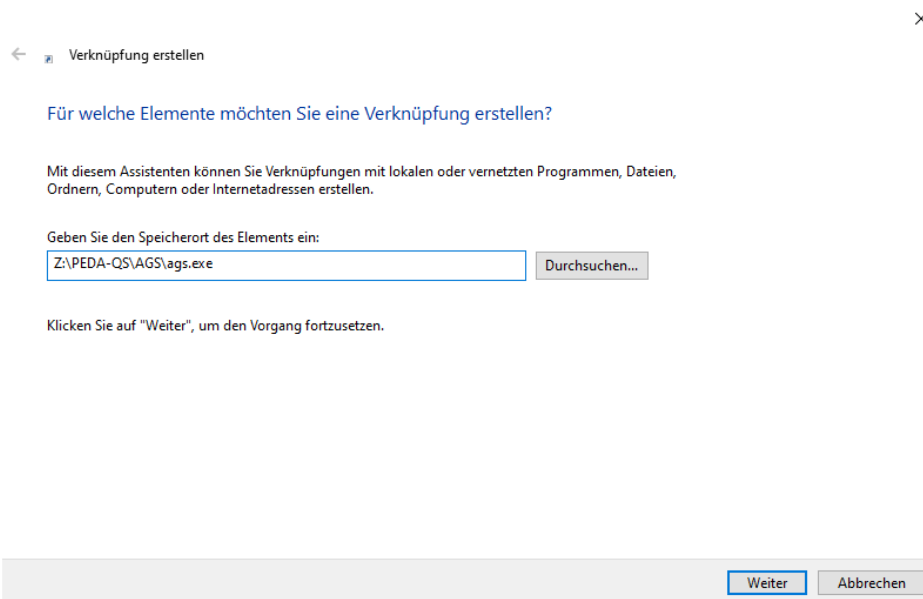 Verknüpfung erstellen
Für welche Elemente möchten Sie eine Verknüpfung erstellen?
Mit diesem Assistenten können Sie Verknüpfungen mit lokalen oder vernetzten Programmen, Dateien,
Ordnern, Computern oder Internetadressen erstellen.
Geben Sie den Speicherort des Elements ein:
Z:\PEDA-QS\AGS\ags.exe
Durchsuchen...
Klicken Sie auf "Weiter", um den Vorgang fortzusetzen.
Weiter
Abbrechen